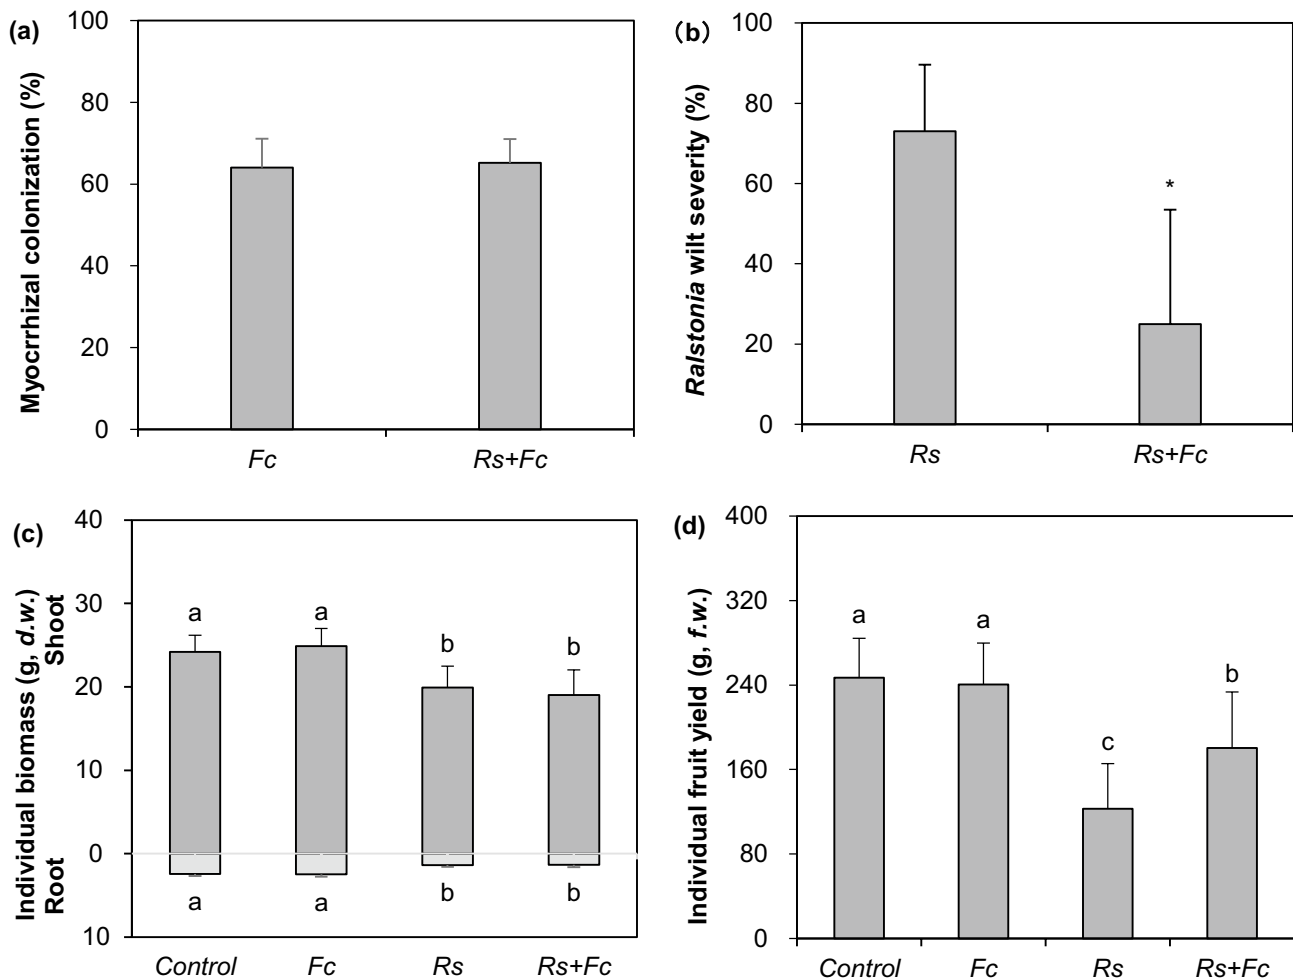 (a)
Myocrrhizal colonization (%)
100
80
60
40
20
0
Fc
Rs+Fc
(b)
Ralstonia wilt severity (%)
100
80
60
40
20
0
*
Rs
Rs+Fc
(c)
Individual biomass (g, d.w.)
Root Shoot
40
30
20
10
0
10
a
a
b
b
a
a
b
b
Control
Fc
Rs
Rs+Fc
(d)
Individual fruit yield (g, f.w.)
400
320
240
160
80
0
a
a
c
b
Control
Fc
Rs
Rs+Fc